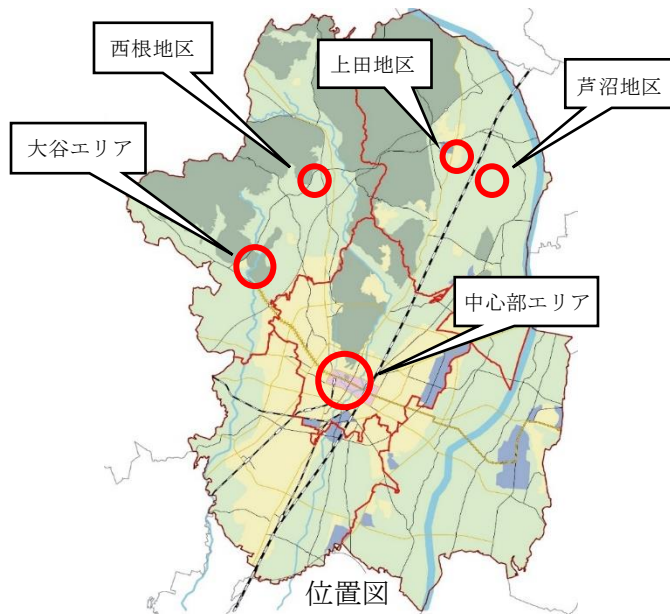 西根地区
上田地区
芦沼地区
大谷エリア
中心部エリア
位置図